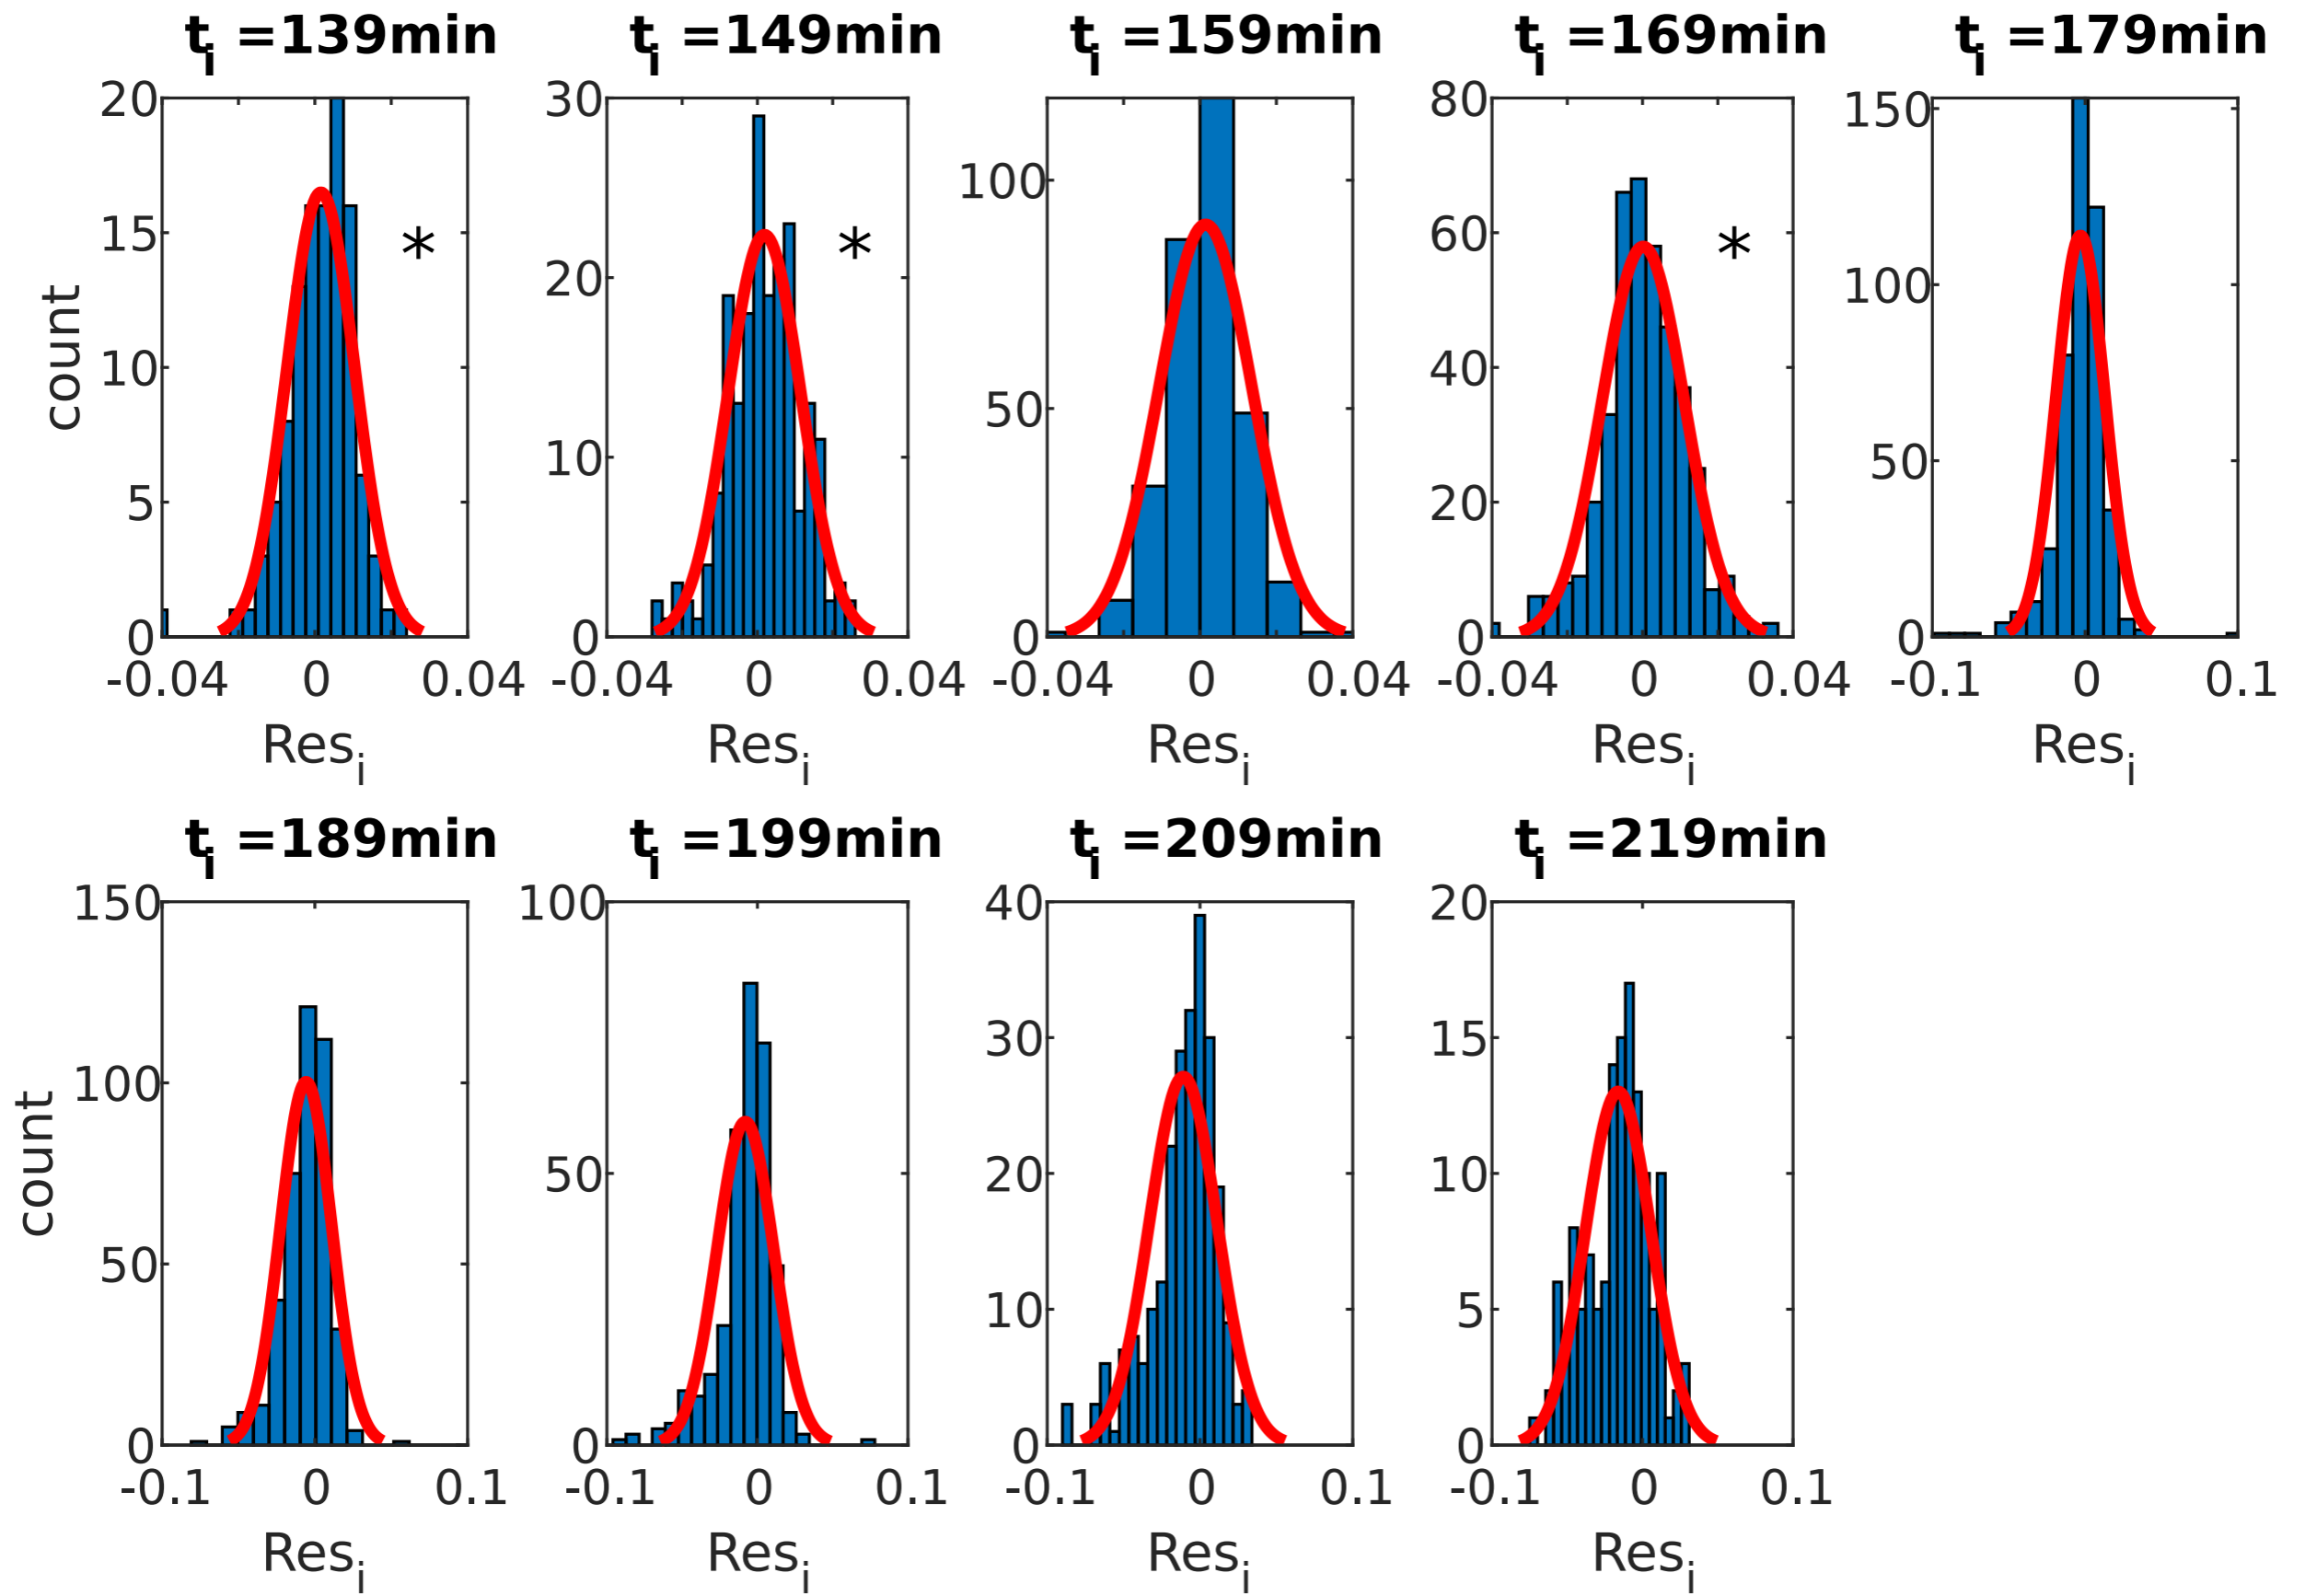 t_i =139min t_i =149min t_i =159min t_i =169min t_i =179min
20 30 80 150
100
15 60
20 100
count
10 40
50
10 50
5 20
0 0 0 0 0
-0.04 0 0.04 -0.04 0 0.04 -0.04 0 0.04 -0.04 0 0.04 -0.1 0 0.1
Res_i Res_i Res_i Res_i Res_i
* * *
t_i =189min t_i =199min t_i =209min t_i =219min
150 100 40 20
100 30 15
count
50 20 10
50 10 5
0 0 0 0
-0.1 0 0.1 -0.1 0 0.1 -0.1 0 0.1 -0.1 0 0.1
Res_i Res_i Res_i Res_i